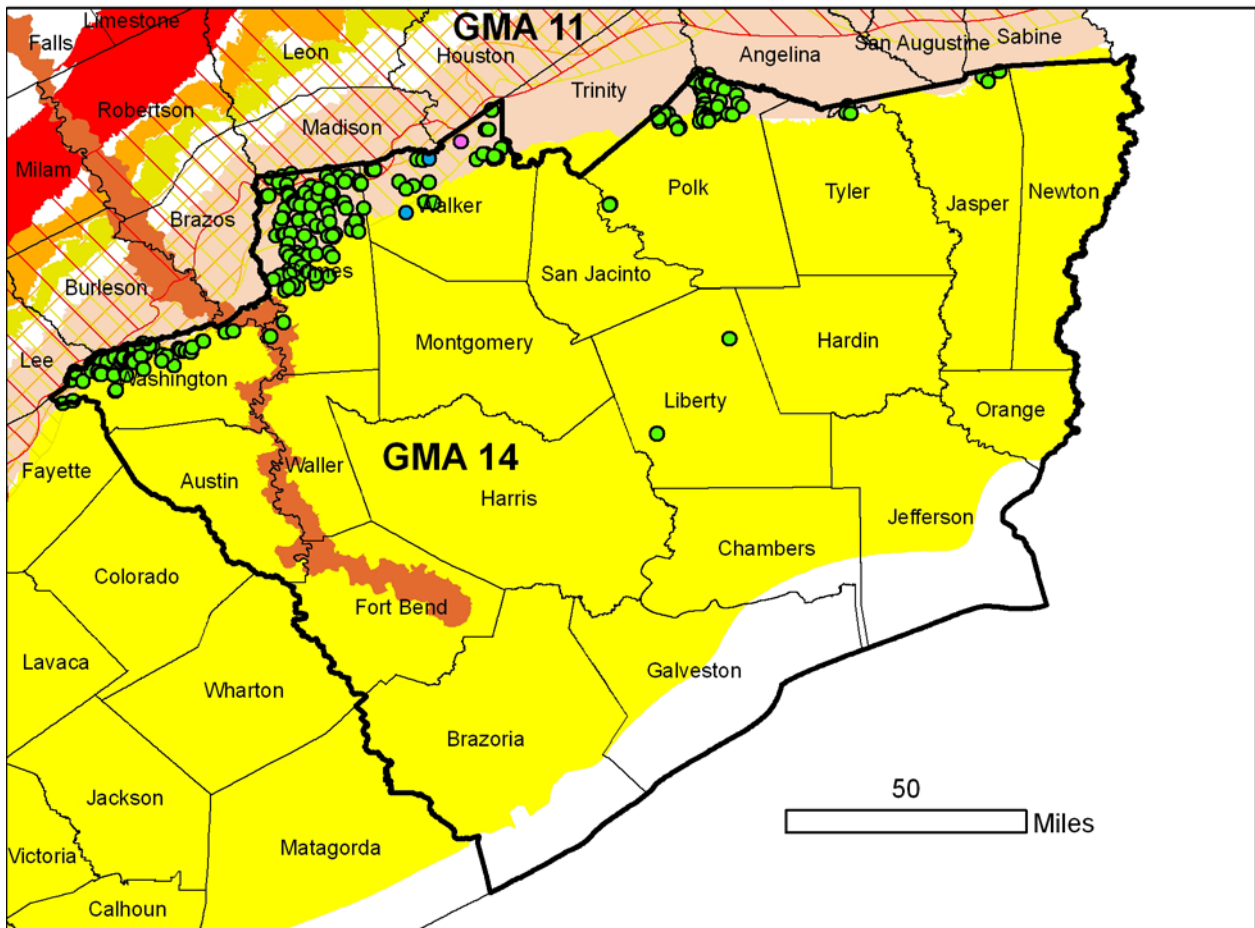 Limestone
GMA 11
Falls
Leon
Houston
San Augustine
Sabine
Angelina
Trinity
Robertson
Madison
Milam
Brazos
Walker
Polk
Tyler
Jasper
Newton
Grimes
San Jacinto
Burleson
Montgomery
Hardin
Lee
Washington
Liberty
Orange
GMA 14
Fayette
Austin
Waller
Harris
Jefferson
Chambers
Colorado
Fort Bend
Lavaca
Galveston
Wharton
Brazoria
Jackson
50
Miles
Victoria
Matagorda
Calhoun